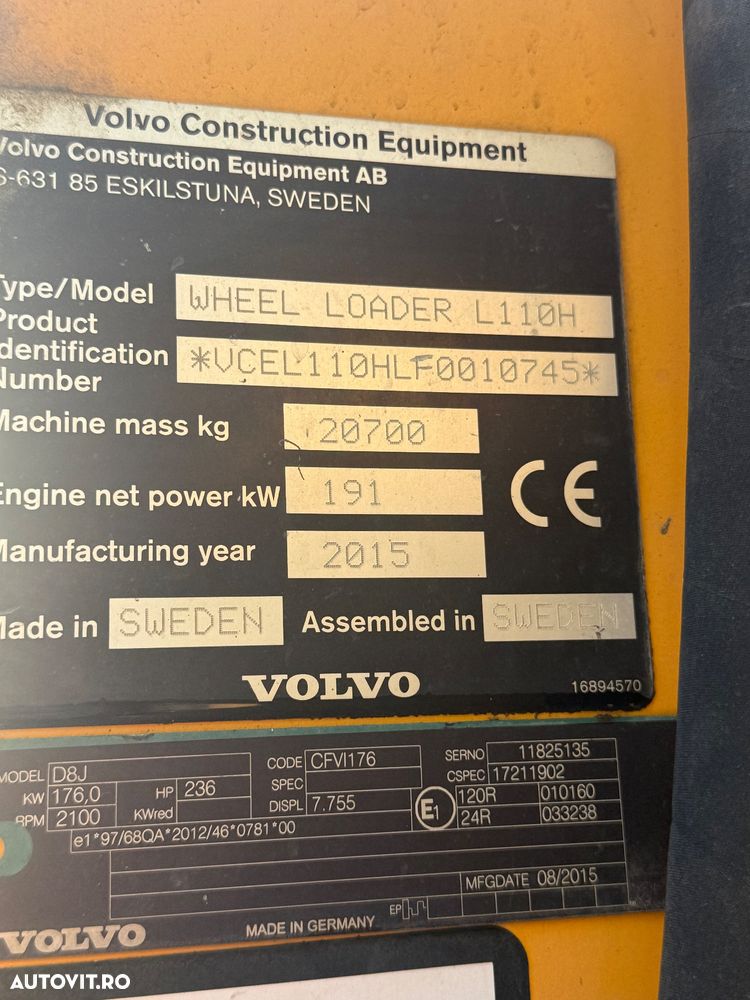 Volvo Construction Equipment
Volvo Construction Equipment AB
S-631 85 ESKILSTUNA, SWEDEN
Type/Model WHEEL LOADER L110H
Product
Identification
Number *VCEL110HLF0010745*
Machine mass kg 20700
Engine net power kW 191
Manufacturing year 2015
Made in SWEDEN Assembled in SWEDEN
VOLVO
16894570
MODEL D8J CODE CFVI176 SERNO 11825135
KW 176,0 HP 236 SPEC CSPEC 17211902
RPM 2100 KWred DISPL 7.755 E1 120R 010160
24R 033238
e1*97/68QA*2012/46*0781*00
MFGDATE 08/2015
EP
MADE IN GERMANY
VOLVO
AUTOVIT.RO